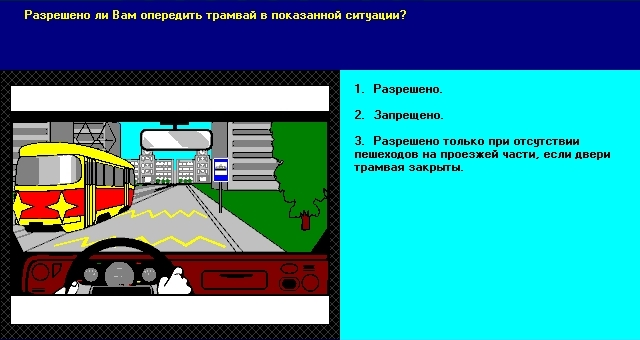 Разрешено ли Вам опередить трамвай в показанной ситуации?
1. Разрешено.
2. Запрещено.
3. Разрешено только при отсутствии
пешеходов на проезжей части, если двери
трамвая закрыты.